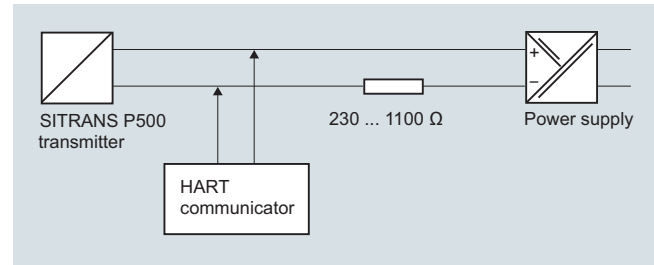 +
–
SITRANS P500
transmitter
230 ... 1100 Ω
Power supply
HART
communicator